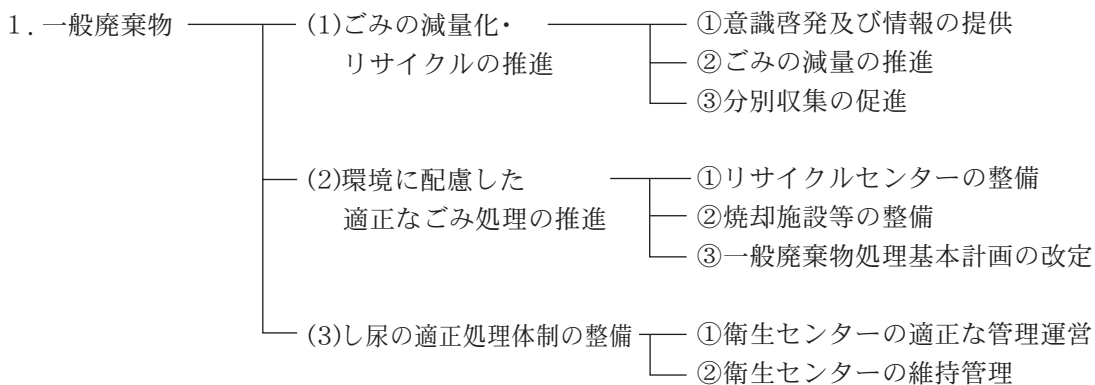 1．一般廃棄物
(1)ごみの減量化・
リサイクルの推進
①意識啓発及び情報の提供
②ごみの減量の推進
③分別収集の促進
(2)環境に配慮した
適正なごみ処理の推進
①リサイクルセンターの整備
②焼却施設等の整備
③一般廃棄物処理基本計画の改定
(3)し尿の適正処理体制の整備
①衛生センターの適正な管理運営
②衛生センターの維持管理